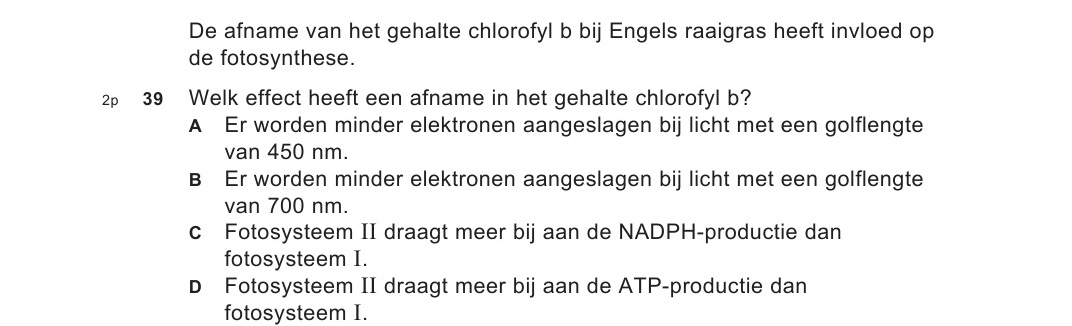 De afname van het gehalte chlorofyl b bij Engels raaigras heeft invloed op
de fotosynthese.
2p 39 Welk effect heeft een afname in het gehalte chlorofyl b?
A Er worden minder elektronen aangeslagen bij licht met een golflengte
van 450 nm.
B Er worden minder elektronen aangeslagen bij licht met een golflengte
van 700 nm.
C Fotosysteem II draagt meer bij aan de NADPH-productie dan
fotosysteem I.
D Fotosysteem II draagt meer bij aan de ATP-productie dan
fotosysteem I.